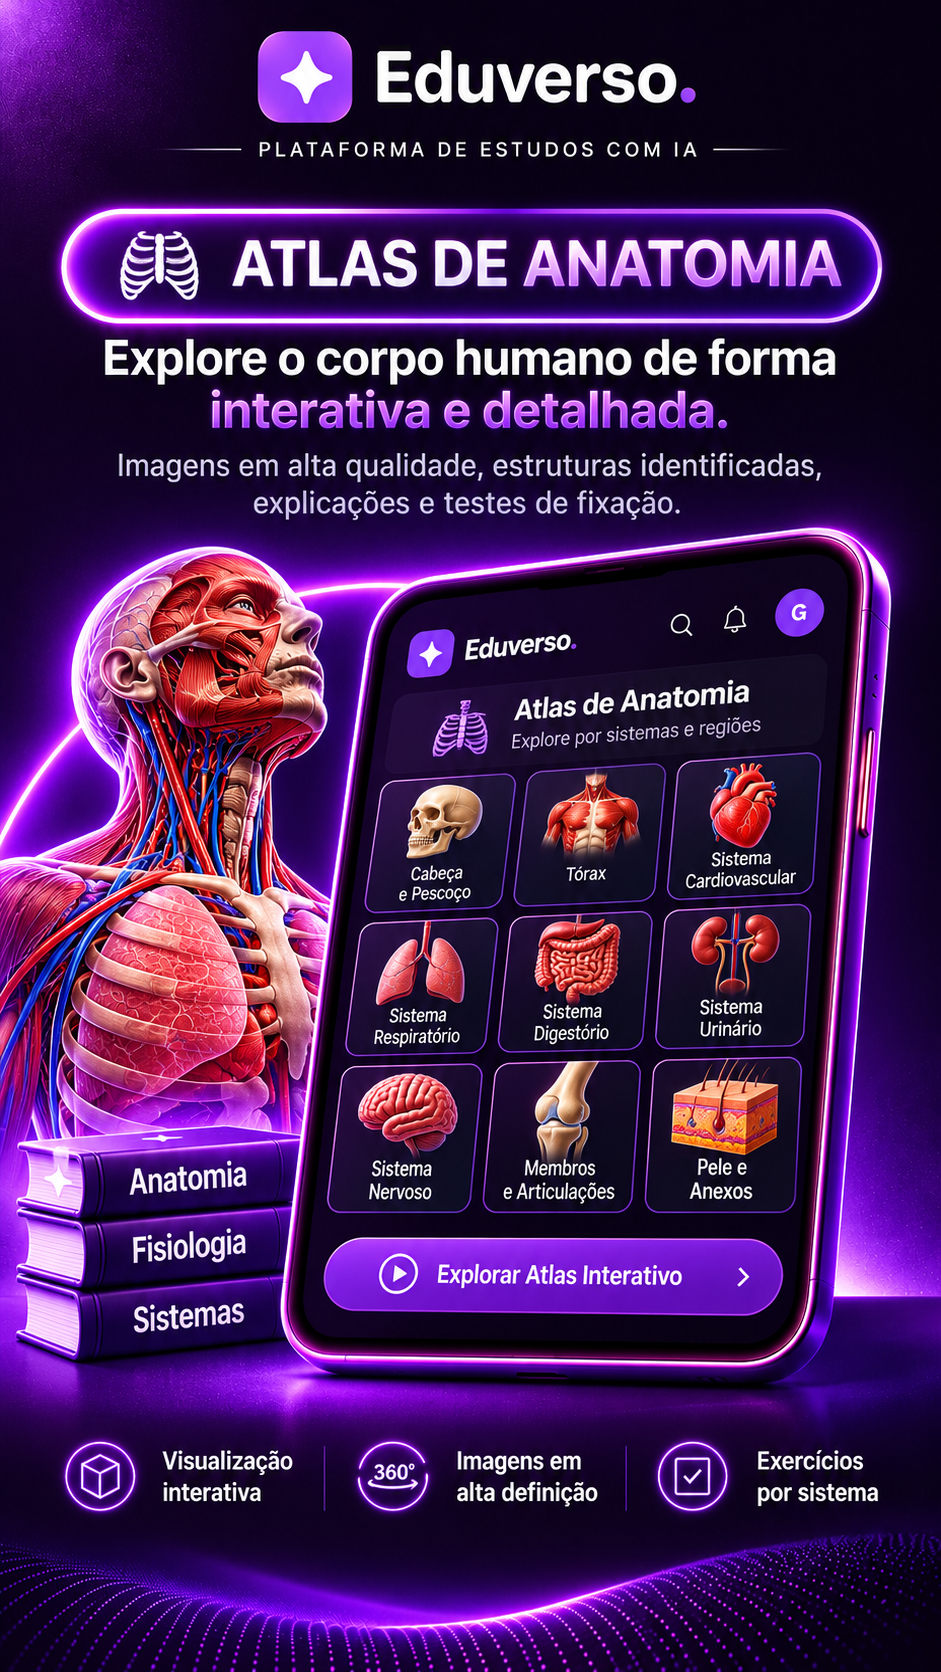 Eduverso.
PLATAFORMA DE ESTUDOS COM IA
ATLAS DE ANATOMIA
Explore o corpo humano de forma
interativa e detalhada.
Imagens em alta qualidade, estruturas identificadas,
explicações e testes de fixação.
Eduverso.
G
Atlas de Anatomia
Explore por sistemas e regiões
Cabeça
e Pescoço
Tórax
Sistema
Cardiovascular
Sistema
Respiratório
Sistema
Digestório
Sistema
Urinário
Sistema
Nervoso
Membros
e Articulações
Pele e
Anexos
Explorar Atlas Interativo
Anatomia
Fisiologia
Sistemas
Visualização
interativa
360°
Imagens em
alta definição
Exercícios
por sistema